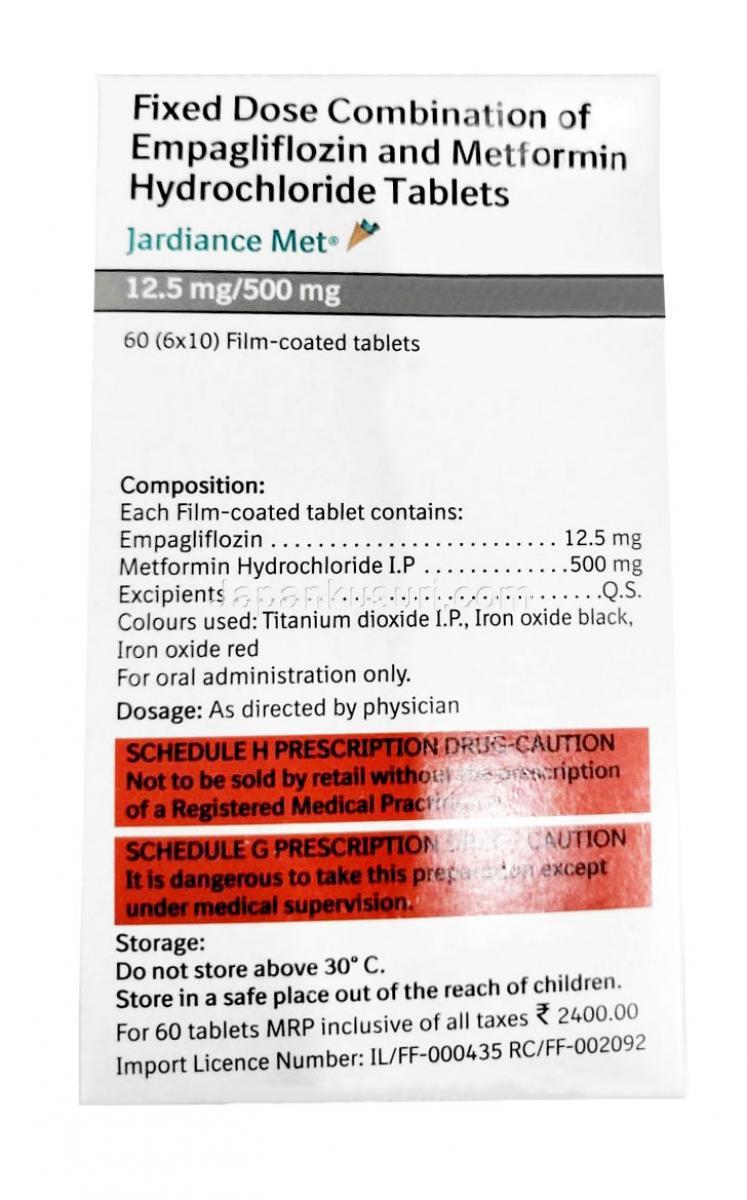 Fixed Dose Combination of
Empagliflozin and Metformin
Hydrochloride Tablets
Jardiance Met®
12.5 mg/500 mg
60 (6x10) Film-coated tablets
Composition:
Each Film-coated tablet contains:
Empagliflozin .......................... 12.5 mg
Metformin Hydrochloride I.P .............500 mg
Excipients ........................................Q.S.
Japankusuri.com
Colours used: Titanium dioxide I.P., Iron oxide black,
Iron oxide red
For oral administration only.
Dosage: As directed by physician
SCHEDULE H PRESCRIPTION DRUG-CAUTION
Not to be sold by retail without the prescription
of a Registered Medical
SCHEDULE G PRESCRIPTION CAUTION
It is dangerous to take this preparation except
under medical supervision.
Storage:
Do not store above 30° C.
Store in a safe place out of the reach of children.
For 60 tablets MRP inclusive of all taxes ₹ 2400.00
Import Licence Number: IL/FF-000435 RC/FF-002092